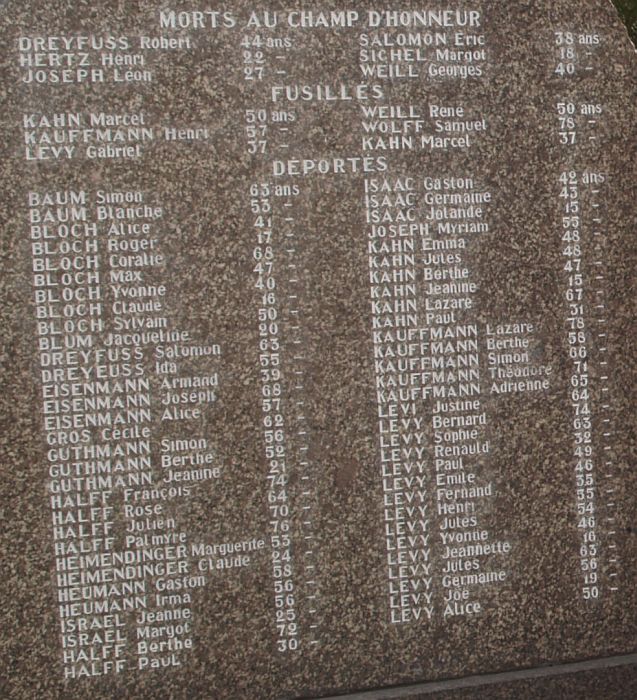 MORTS AU CHAMP D'HONNEUR
DREYFUSS Robert 44 ans
HERTZ Henri 22 -
JOSEPH Léon 27 -
SALOMON Eric 38 ans
SICHEL Margot 18 -
WEILL Georges 40 -
FUSILLÉS
KAHN Marcel 50 ans
KAUFFMANN Henri 57 -
LEVY Gabriel 37 -
WEILL René 50 ans
WOLFF Samuel 78 -
KAHN Marcel 37 -
DÉPORTÉS
BAUM Simon 63 ans
BAUM Blanche 53 -
BLOCH Alice 41 -
BLOCH Roger 17 -
BLOCH Coralie 68 -
BLOCH Max 47 -
BLOCH Yvonne 40 -
BLOCH Claude 16 -
BLOCH Sylvain 50 -
BLUM Jacqueline 20 -
DREYFUSS Salomon 63 -
DREYFUSS Ida 55 -
EISENMANN Armand 39 -
EISENMANN Joseph 68 -
EISENMANN Alice 57 -
GROS Cécile 62 -
GUTHMANN Simon 56 -
GUTHMANN Berthe 52 -
GUTHMANN Jeanine 21 -
HALFF François 74 -
HALFF Rose 64 -
HALFF Julien 70 -
HALFF Palmyre 76 -
HEIMENDINGER Marguerite 53 -
HEIMENDINGER Claude 24 -
HEUMANN Gaston 58 -
HEUMANN Irma 56 -
ISRAEL Jeanne 56 -
ISRAEL Margot 25 -
HALFF Berthe 72 -
HALFF Paul 30 -
ISAAC Gaston 42 ans
ISAAC Germaine 43 -
ISAAC Jolande 15 -
JOSEPH Myriam 55 -
KAHN Emma 48 -
KAHN Jules 48 -
KAHN Berthe 47 -
KAHN Jeanine 15 -
KAHN Lazare 67 -
KAHN Paul 31 -
KAUFFMANN Lazare 78 -
KAUFFMANN Berthe 58 -
KAUFFMANN Simon 66 -
KAUFFMANN Théodore 71 -
KAUFFMANN Adrienne 65 -
LEVI Justine 64 -
LEVY Bernard 74 -
LEVY Sophie 63 -
LEVY Renauld 32 -
LEVY Paul 49 -
LEVY Emile 46 -
LEVY Fernand 35 -
LEVY Henri 35 -
LEVY Jules 54 -
LEVY Yvonne 46 -
LEVY Jeannette 16 -
LEVY Jules 63 -
LEVY Germaine 56 -
LEVY Joë 19 -
LEVY Alice 50 -